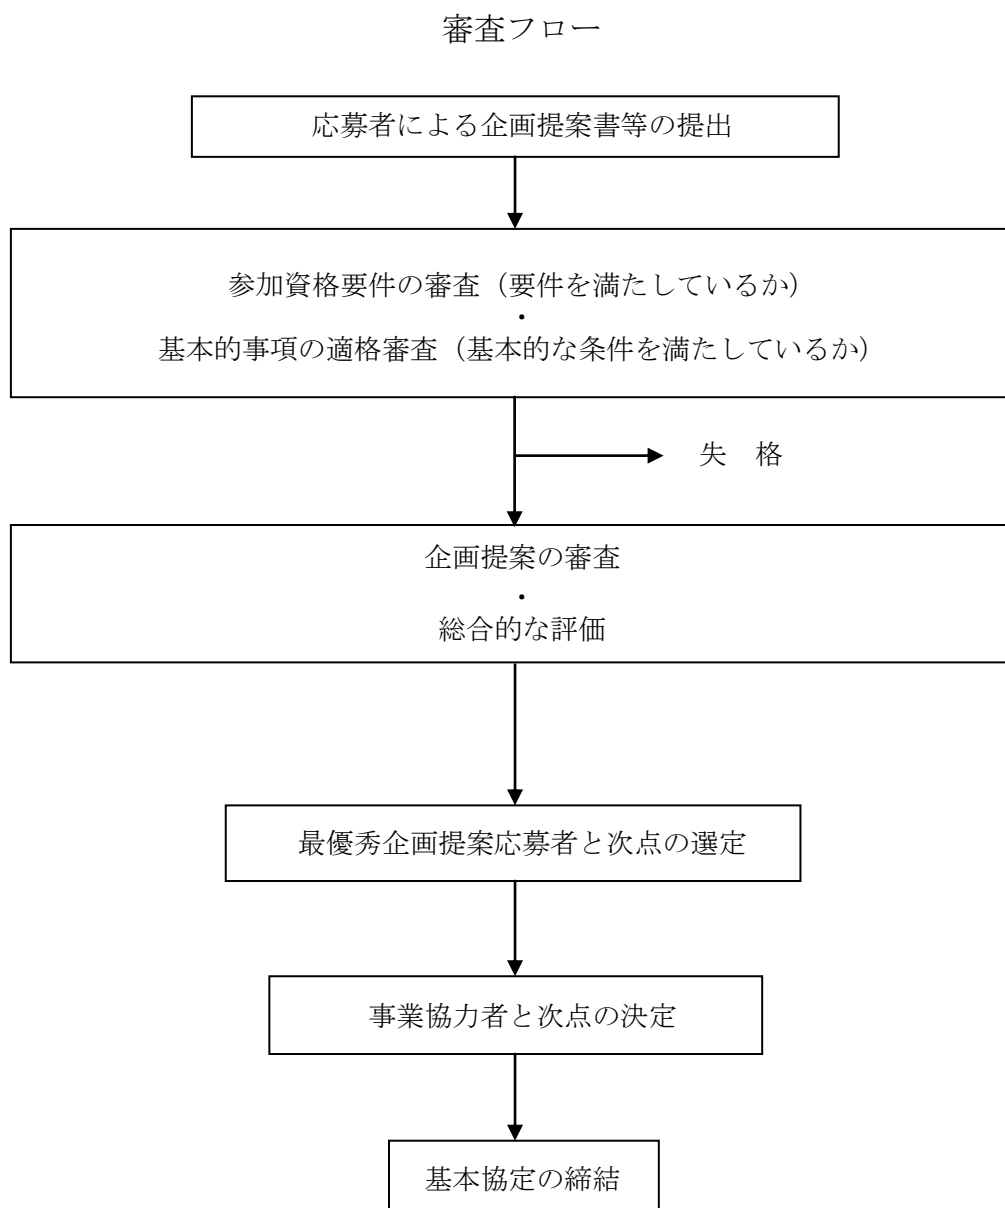 審査フロー
応募者による企画提案書等の提出
参加資格要件の審査（要件を満たしているか）
・
基本的事項の適格審査（基本的な条件を満たしているか）
失　格
企画提案の審査
・
総合的な評価
最優秀企画提案応募者と次点の選定
事業協力者と次点の決定
基本協定の締結